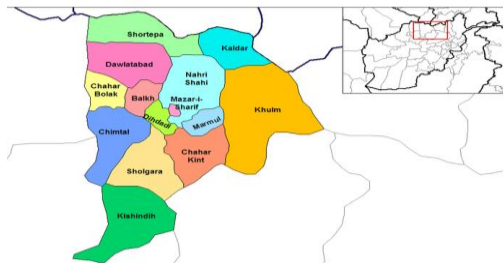 Shortepa
Kaldar
Dawlatabad
Nahri
Shahi
Chahar
Bolak
Balkh
Mazar-i-
Sharif
Khulm
Dihdadi
Marmul
Chimtal
Chahar
Kint
Sholgara
Kishindih